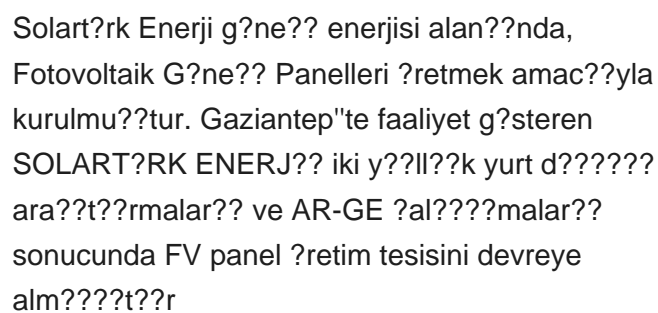 Solart?rk Enerji g?ne?? enerjisi alan??nda,
Fotovoltaik G?ne?? Panelleri ?retmek amac??yla
kurulmu??tur. Gaziantep"te faaliyet g?steren
SOLART?RK ENERJ?? iki y??ll??k yurt d??????
ara??t??rmalar?? ve AR-GE ?al????malar??
sonucunda FV panel ?retim tesisini devreye
alm????t??r